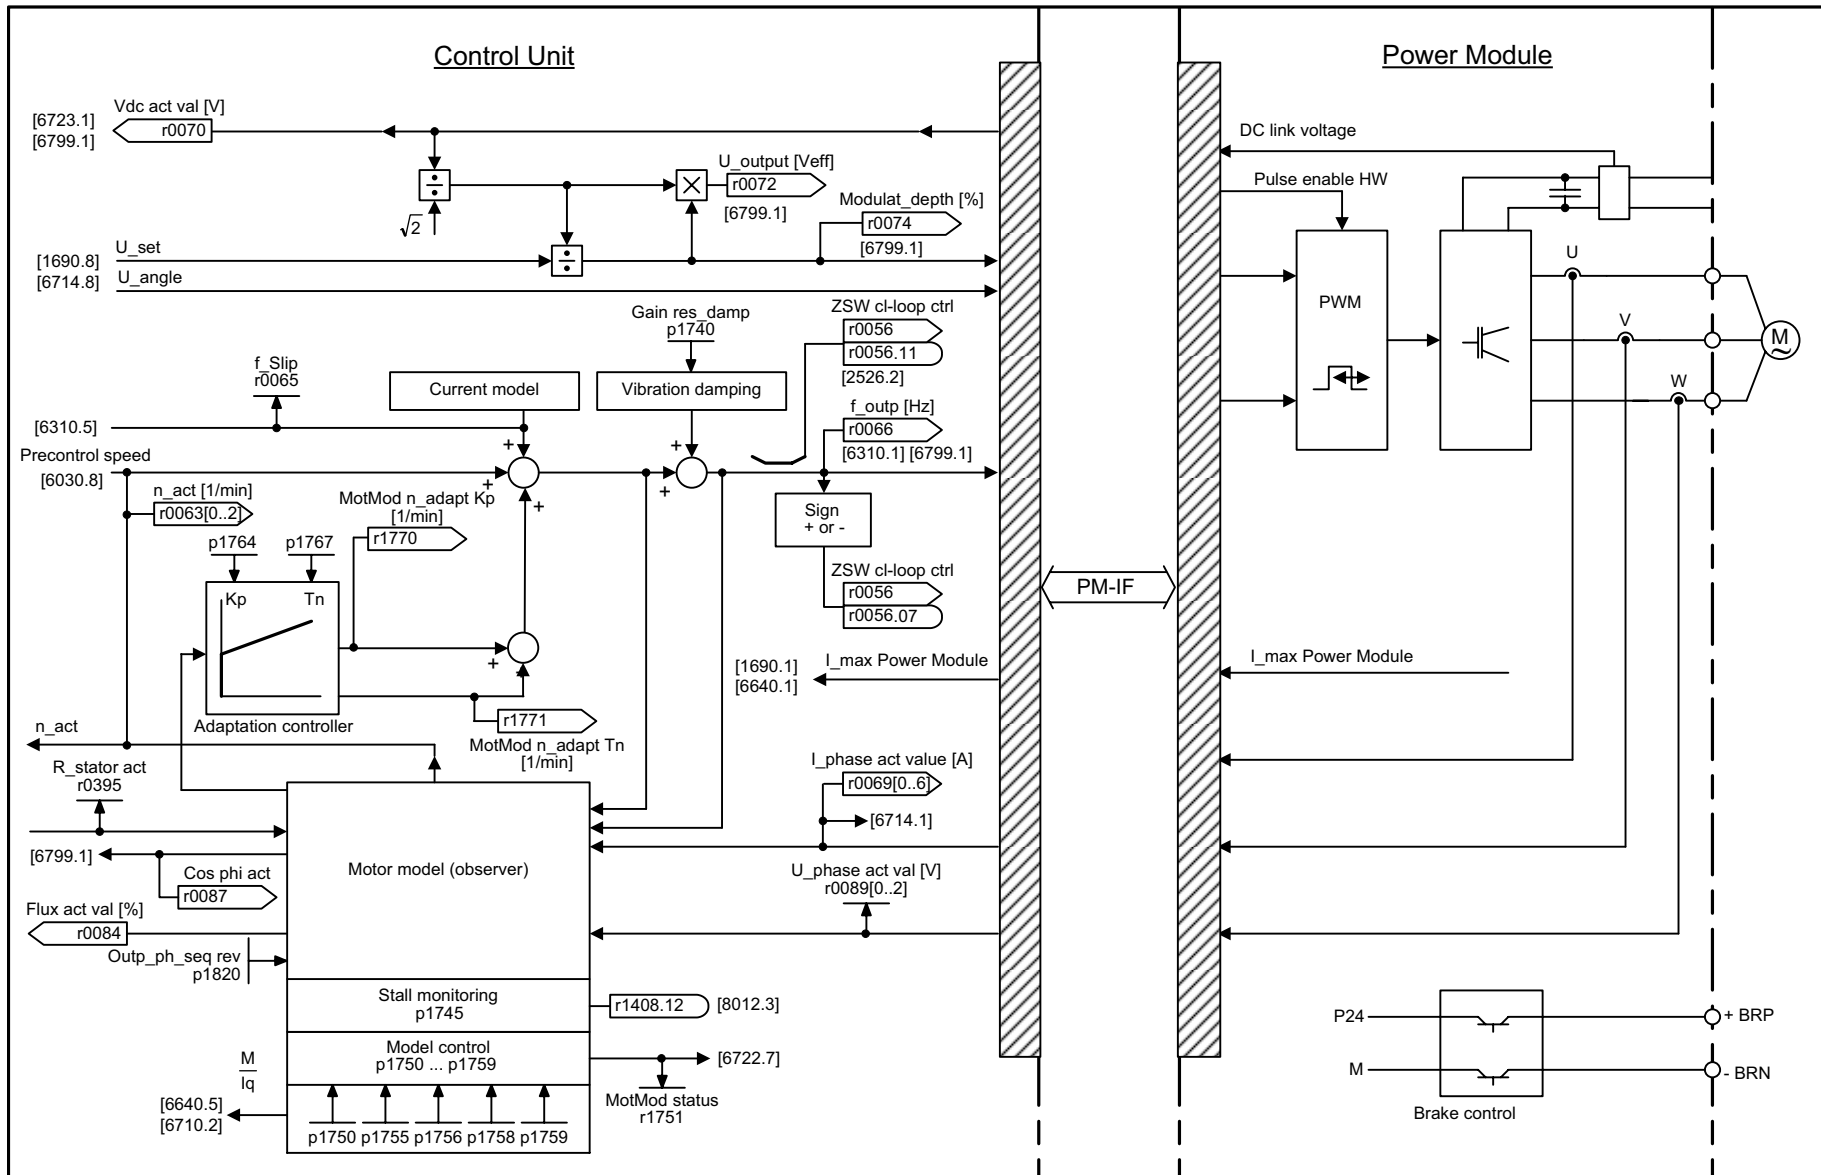 Control Unit
Power Module
Vdc act val [V]
[6723.1]
[6799.1]
r0070
÷
√2
×
U_output [Veff]
r0072
[6799.1]
Modulat_depth [%]
r0074
[6799.1]
÷
U_set
[1690.8]
[6714.8]
U_angle
DC link voltage
Pulse enable HW
PWM
U
V
W
M
~
Gain res_damp
p1740
ZSW cl-loop ctrl
r0056
r0056.11
[2526.2]
f_Slip
r0065
Current model
Vibration damping
f_outp [Hz]
r0066
[6310.1] [6799.1]
[6310.5]
Precontrol speed
[6030.8]
+
+
+
+
+
n_act [1/min]
r0063[0..2]
MotMod n_adapt Kp
[1/min]
r1770
Sign
+ or -
p1764
p1767
Kp
Tn
ZSW cl-loop ctrl
r0056
r0056.07
PM-IF
+
+
Adaptation controller
r1771
MotMod n_adapt Tn
[1/min]
[1690.1]
[6640.1]
I_max Power Module
I_max Power Module
n_act
R_stator act
r0395
I_phase act value [A]
r0069[0..6]
[6714.1]
[6799.1]
Cos phi act
r0087
Motor model (observer)
U_phase act val [V]
r0089[0..2]
Flux act val [%]
r0084
Outp_ph_seq rev
p1820
Stall monitoring
p1745
r1408.12
[8012.3]
Model control
p1750 ... p1759
[6722.7]
MotMod status
r1751
M
Iq
[6640.5]
[6710.2]
p1750
p1755
p1756
p1758
p1759
P24
M
+ BRP
- BRN
Brake control